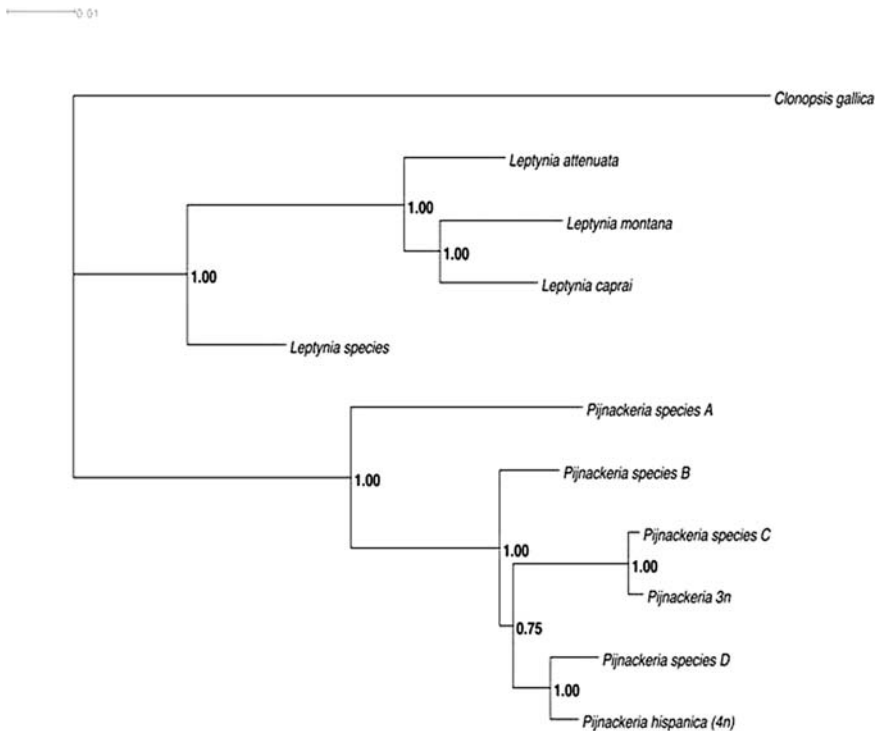 0.01
Clonopsis gallica
Leptynia attenuata
1.00
Leptynia montana
1.00
Leptynia caprai
1.00
Leptynia species
Pijnackeria species A
1.00
Pijnackeria species B
1.00
Pijnackeria species C
1.00
Pijnackeria 3n
0.75
Pijnackeria species D
1.00
Pijnackeria hispanica (4n)